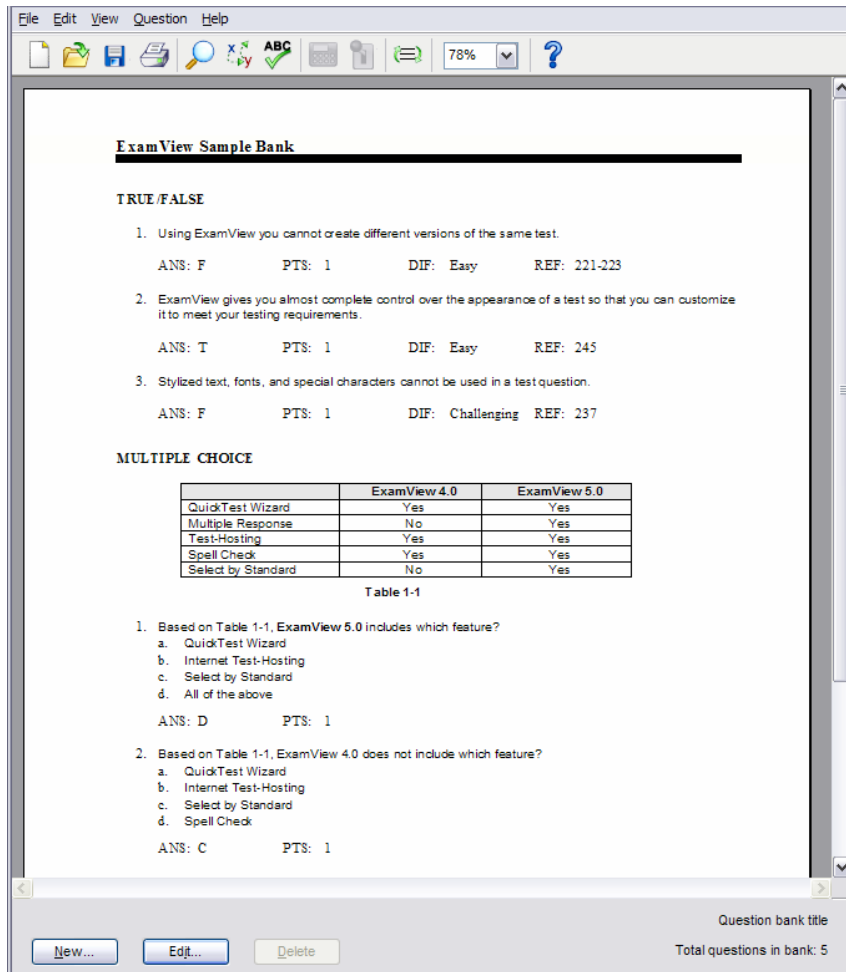 File Edit View Question Help
ABC 78% ?
x y
ExamView Sample Bank
TRUE/FALSE
1. Using ExamView you cannot create different versions of the same test.
ANS: F PTS: 1 DIF: Easy REF: 221-223
2. ExamView gives you almost complete control over the appearance of a test so that you can customize
it to meet your testing requirements.
ANS: T PTS: 1 DIF: Easy REF: 245
3. Stylized text, fonts, and special characters cannot be used in a test question.
ANS: F PTS: 1 DIF: Challenging REF: 237
MULTIPLE CHOICE
ExamView 4.0 ExamView 5.0
QuickTest Wizard Yes Yes
Multiple Response No Yes
Test-Hosting Yes Yes
Spell Check Yes Yes
Select by Standard No Yes
Table 1-1
1. Based on Table 1-1, ExamView 5.0 includes which feature?
a. QuickTest Wizard
b. Internet Test-Hosting
c. Select by Standard
d. All of the above
ANS: D PTS: 1
2. Based on Table 1-1, ExamView 4.0 does not include which feature?
a. QuickTest Wizard
b. Internet Test-Hosting
c. Select by Standard
d. Spell Check
ANS: C PTS: 1
Question bank title
New... Edit... Delete Total questions in bank: 5